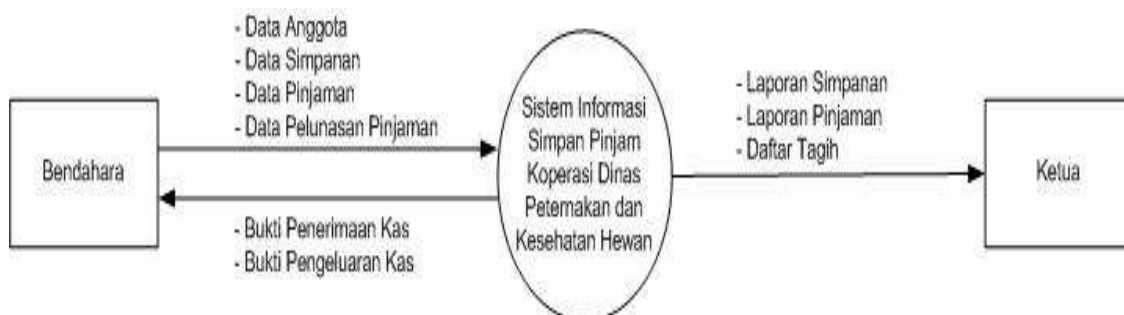 - Data Anggota
- Data Simpanan
- Data Pinjaman
- Data Pelunasan Pinjaman
Bendahara
- Bukti Penerimaan Kas
- Bukti Pengeluaran Kas
Sistem Informasi
Simpan Pinjam
Koperasi Dinas
Peternakan dan
Kesehatan Hewan
- Laporan Simpanan
- Laporan Pinjaman
- Daftar Tagih
Ketua